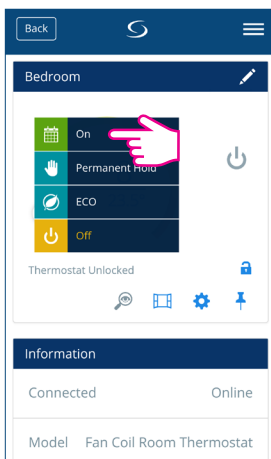 Back
Bedroom
On
Permanent Hold
ECO
Off
Thermostat Unlocked
Information
Connected Online
Model Fan Coil Room Thermostat